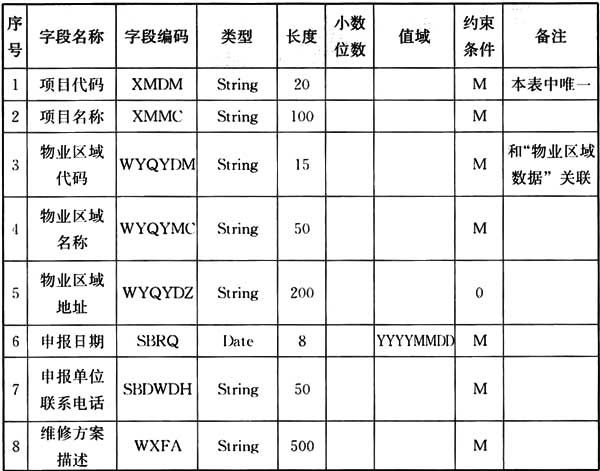 序号 字段名称 字段编码 类型 长度 小数位数 值域 约束条件 备注
1 项目代码 XMDM String 20 M 本表中唯一
2 项目名称 XMMC String 100 M
3 物业区域代码 WYQYDM String 15 M 和“物业区域数据”关联
4 物业区域名称 WYQYMC String 50 M
5 物业区域地址 WYQYDZ String 200 0
6 申报日期 SBRQ Date 8 YYYYMMDD M
7 申报单位联系电话 SBDWDH String 50 M
8 维修方案描述 WXFA String 500 M